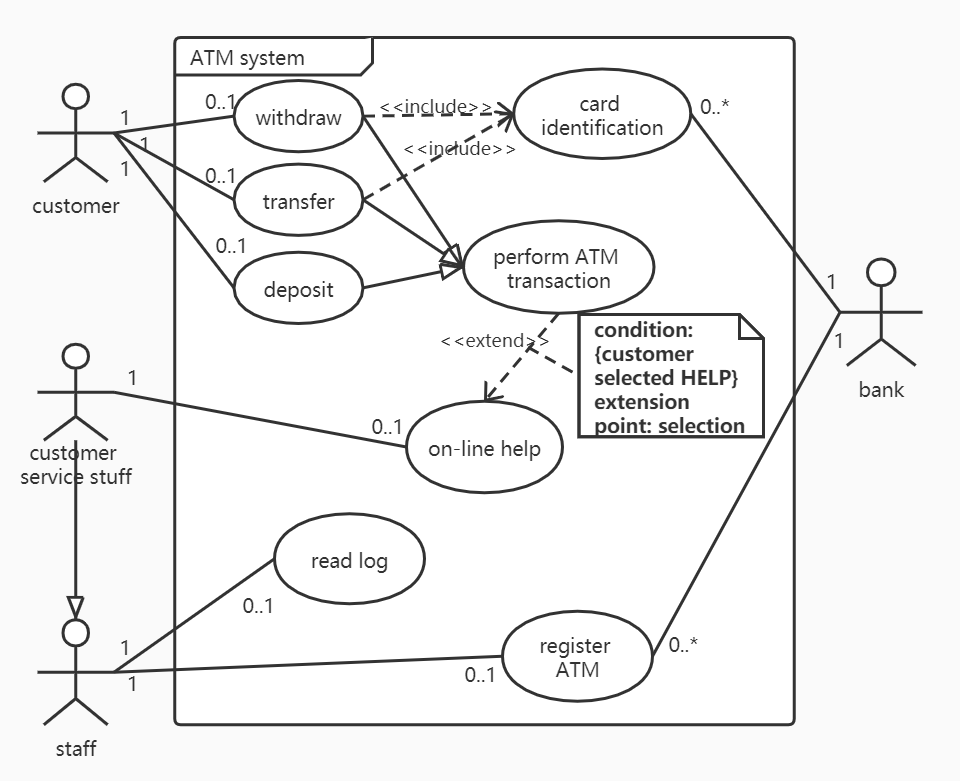 ATM system
1
0..1
withdraw
<<include>>
card
identification
0..*
1
<<include>>
1
0..1
transfer
customer
0..1
deposit
perform ATM
transaction
1
bank
1
<<extend>>
condition:
{customer
selected HELP}
extension
point: selection
1
0..1
on-line help
customer
service stuff
read log
0..1
1
1
0..1
register
ATM
0..*
staff